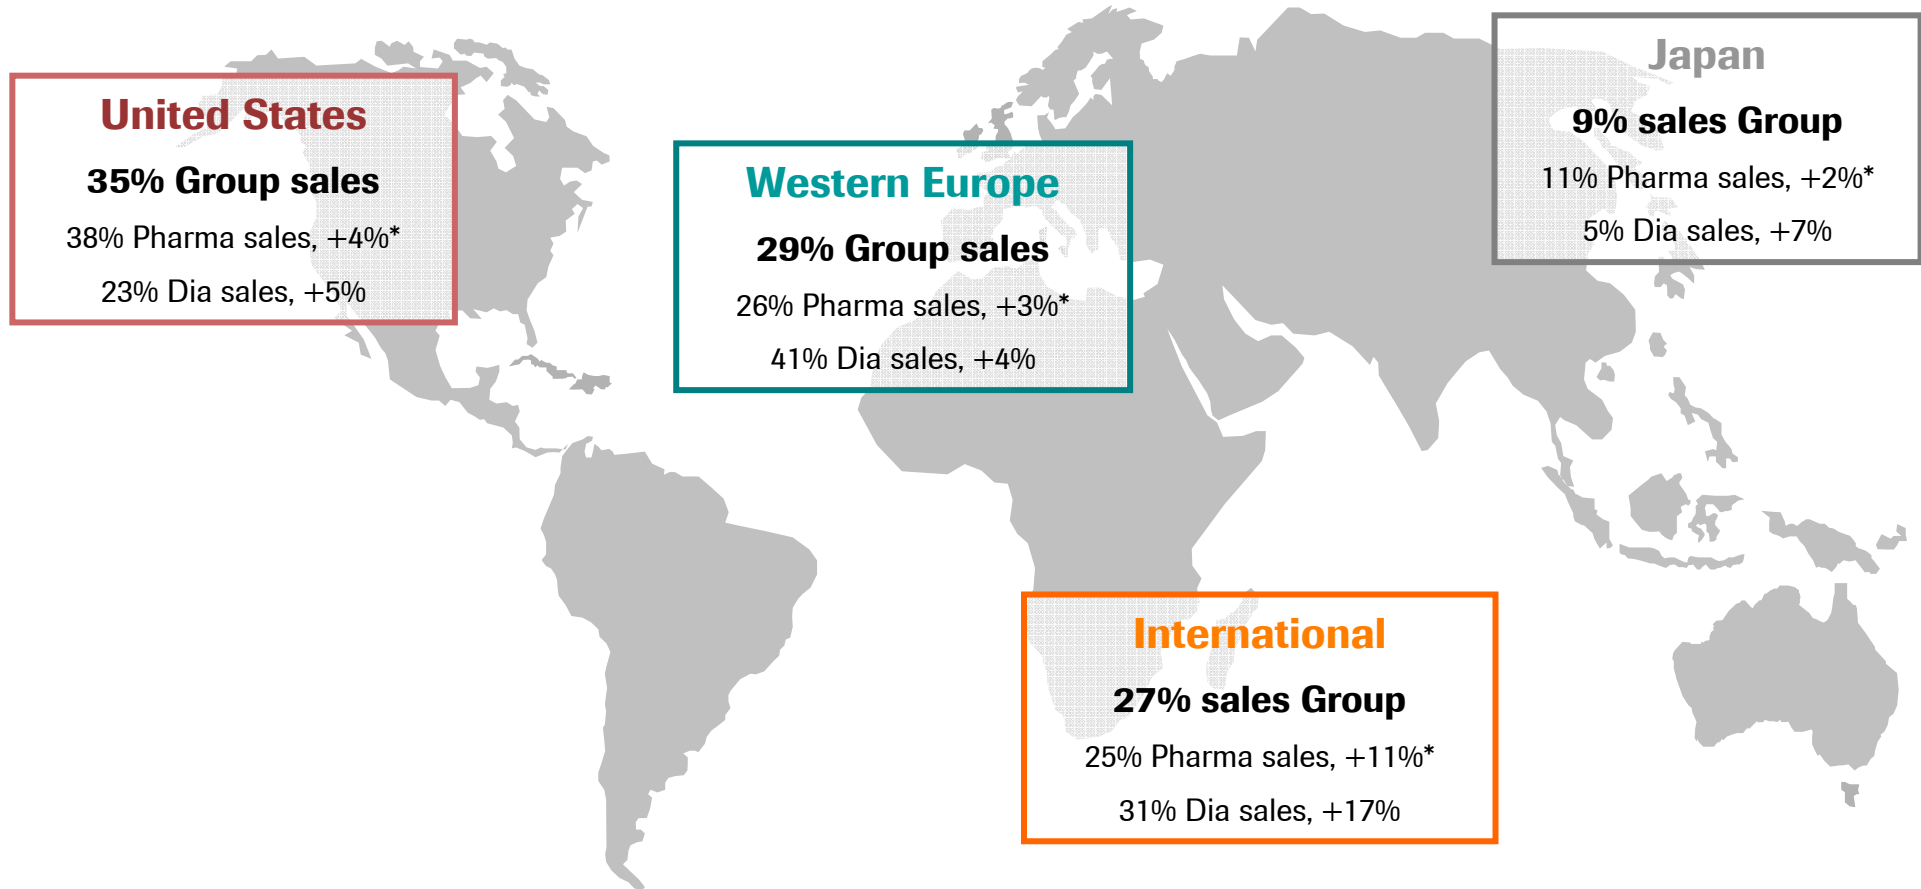 United States
35% Group sales
38% Pharma sales, +4%*
23% Dia sales, +5%
Western Europe
29% Group sales
26% Pharma sales, +3%*
41% Dia sales, +4%
Japan
9% sales Group
11% Pharma sales, +2%*
5% Dia sales, +7%
International
27% sales Group
25% Pharma sales, +11%*
31% Dia sales, +17%